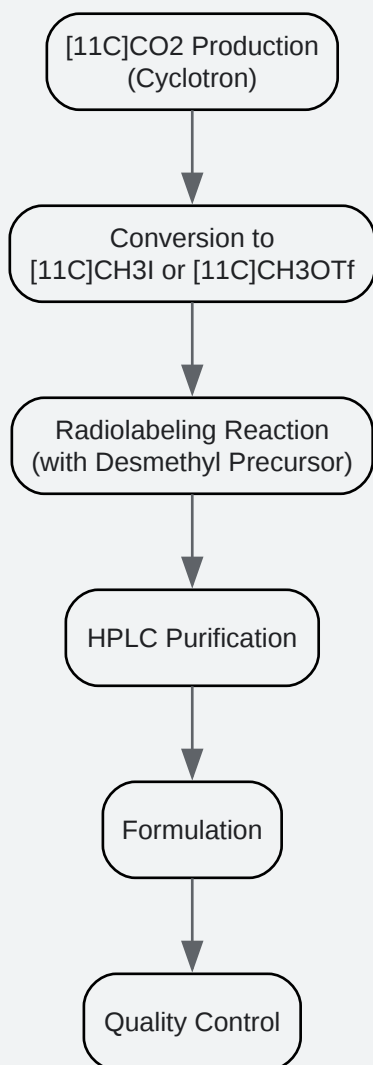 [11C]CO2 Production
(Cyclotron)
Conversion to
[11C]CH3I or [11C]CH3OTf
Radiolabeling Reaction
(with Desmethyl Precursor)
HPLC Purification
Formulation
Quality Control